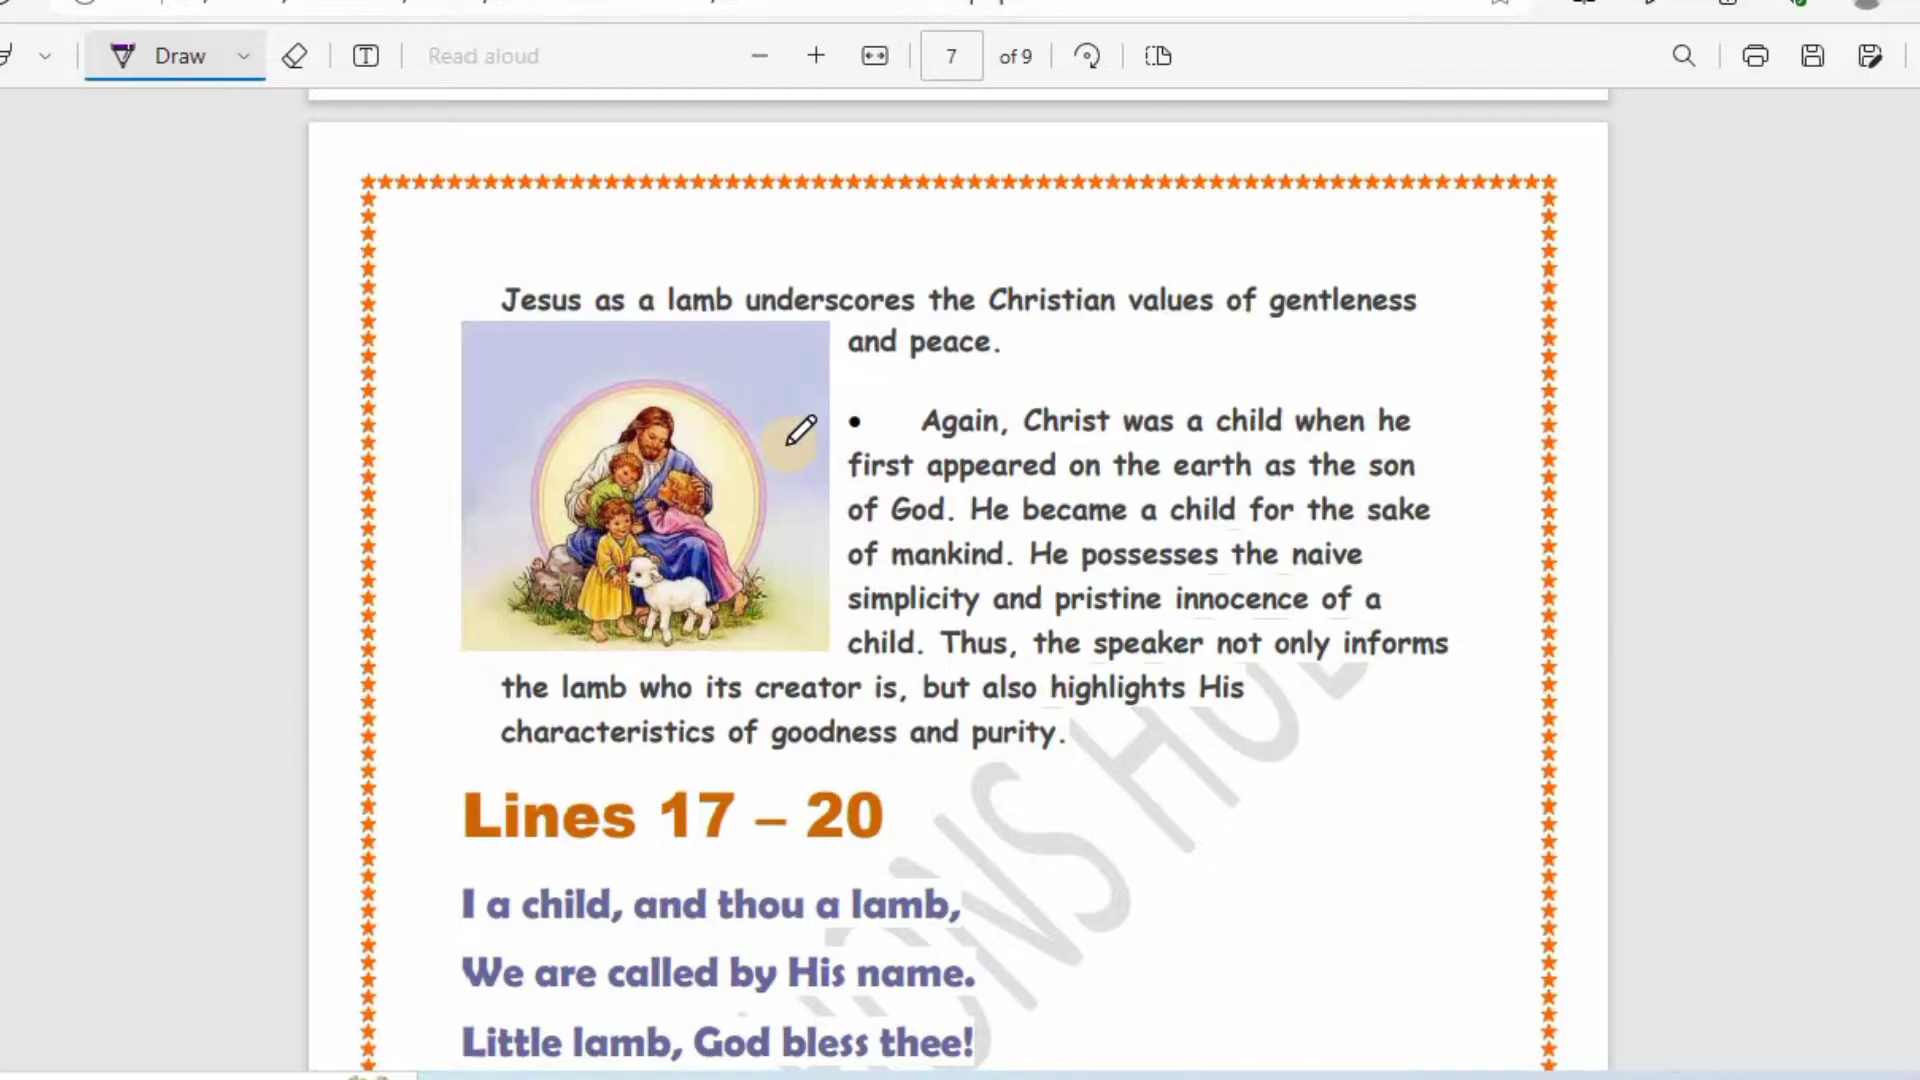 Draw
Read aloud
7 of 9
Jesus as a lamb underscores the Christian values of gentleness
and peace.
• Again, Christ was a child when he
first appeared on the earth as the son
of God. He became a child for the sake
of mankind. He possesses the naive
simplicity and pristine innocence of a
child. Thus, the speaker not only informs
the lamb who its creator is, but also highlights His
characteristics of goodness and purity.
Lines 17 – 20
I a child, and thou a lamb,
We are called by His name.
Little lamb, God bless thee!